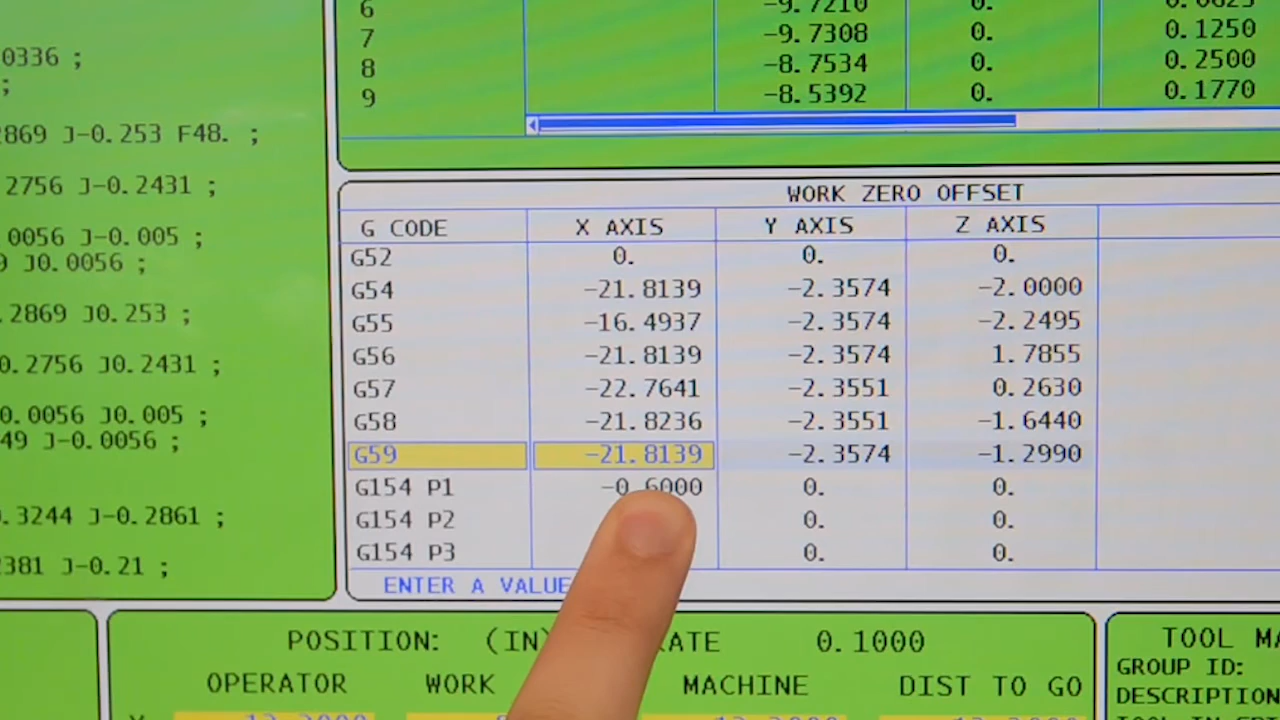 6 -9.7210 0. 0.0625
7 -9.7308 0. 0.1250
8 -8.7534 0. 0.2500
9 -8.5392 0. 0.1770
0336 ;
;
2869 J-0.253 F48. ;
2756 J-0.2431 ;
.0056 J-0.005 ;
9 J0.0056 ;
.2869 J0.253 ;
0.2756 J0.2431 ;
0.0056 J0.005 ;
49 J-0.0056 ;
.3244 J-0.2861 ;
2381 J-0.21 ;
WORK ZERO OFFSET
G CODE X AXIS Y AXIS Z AXIS
G52 0. 0. 0.
G54 -21.8139 -2.3574 -2.0000
G55 -16.4937 -2.3574 -2.2495
G56 -21.8139 -2.3574 1.7855
G57 -22.7641 -2.3551 0.2630
G58 -21.8236 -2.3551 -1.6440
G59 -21.8139 -2.3574 -1.2990
G154 P1 -0.6000 0. 0.
G154 P2 0. 0.
G154 P3 0. 0.
ENTER A VALUE
POSITION: (IN) RATE 0.1000
OPERATOR WORK MACHINE DIST TO GO
TOOL MA
GROUP ID:
DESCRIPTION